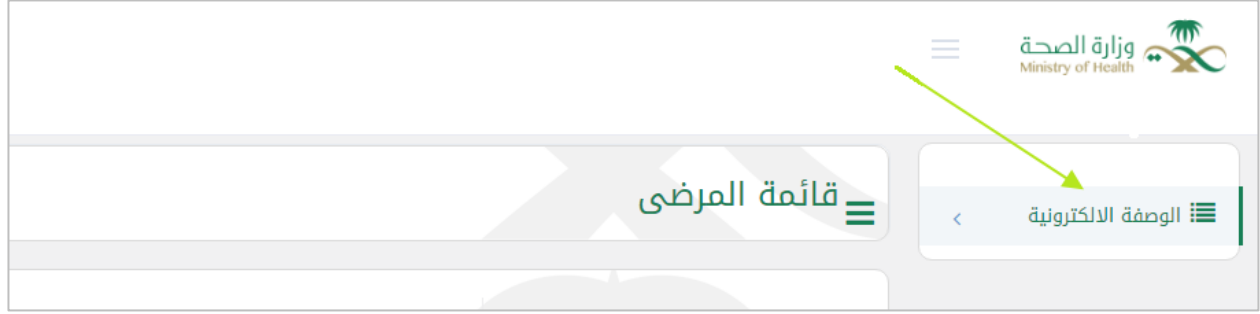 وزارة الصحة
Ministry of Health
الوصفة الالكترونية
قائمة المرضى